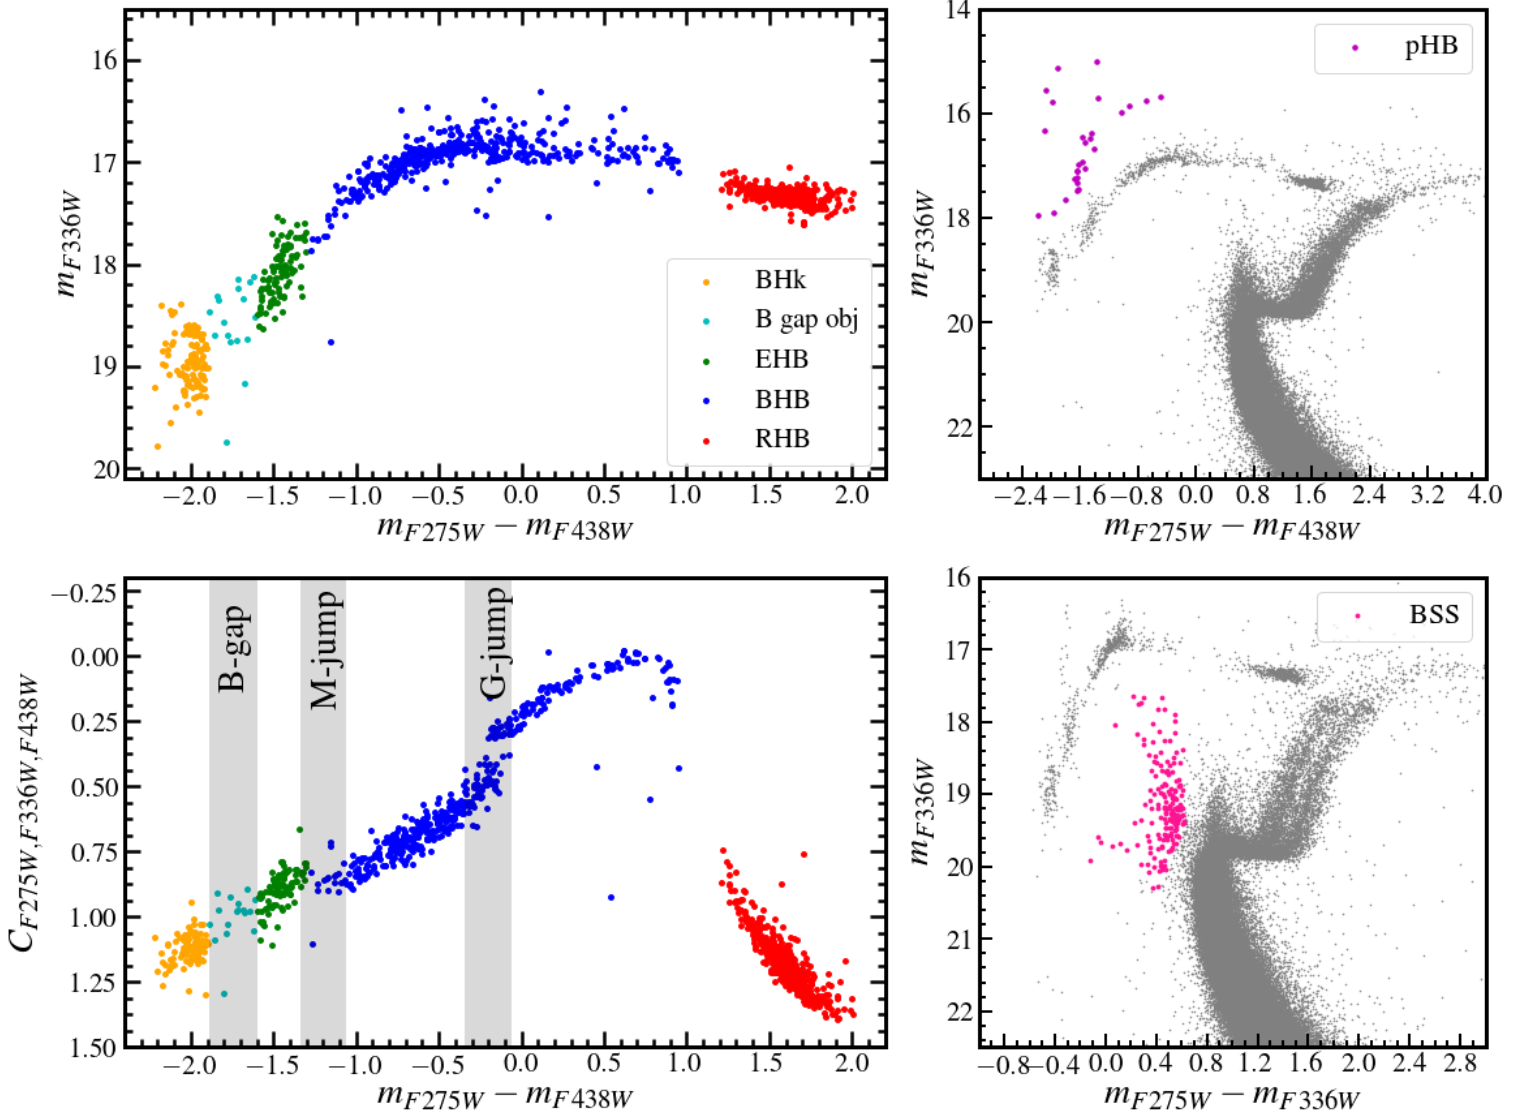 16
17
18
19
20
m_F336W
BHk
B gap obj
EHB
BHB
RHB
−2.0 −1.5 −1.0 −0.5 0.0 0.5 1.0 1.5 2.0
m_F275W − m_F438W
14
16
18
20
22
m_F336W
pHB
−2.4 −1.6 −0.8 0.0 0.8 1.6 2.4 3.2 4.0
m_F275W − m_F438W
−0.25
0.00
0.25
0.50
0.75
1.00
1.25
1.50
C_F275W,F336W,F438W
B-gap
M-jump
G-jump
−2.0 −1.5 −1.0 −0.5 0.0 0.5 1.0 1.5 2.0
m_F275W − m_F438W
16
17
18
19
20
21
22
m_F336W
BSS
−0.8 −0.4 0.0 0.4 0.8 1.2 1.6 2.0 2.4 2.8
m_F275W − m_F336W